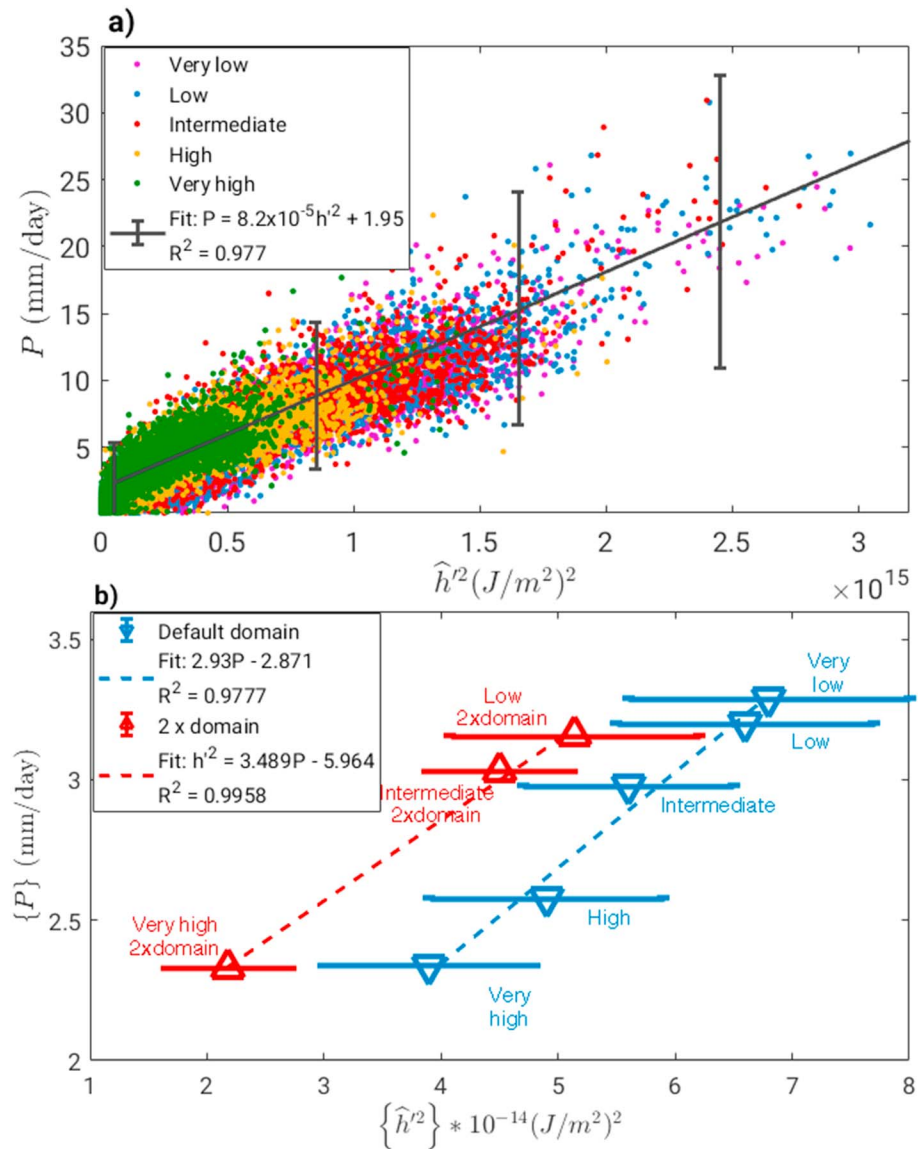 a)
35
30
25
20
15
10
5
P (mm/day)
Very low
Low
Intermediate
High
Very high
Fit: P = 8.2x10⁻⁵h'² + 1.95
R² = 0.977
0 0.5 1 1.5 2 2.5 3
ĥ'²(J/m²)²
×10¹⁵
b)
3.5
3
2.5
2
{P} (mm/day)
Default domain
Fit: 2.93P - 2.871
R² = 0.9777
2 x domain
Fit: h'² = 3.489P - 5.964
R² = 0.9958
Very
low
Low
2xdomain
Low
Intermediate
2xdomain
Intermediate
High
Very high
2xdomain
Very
high
1 2 3 4 5 6 7 8
{ĥ'²} * 10⁻¹⁴(J/m²)²